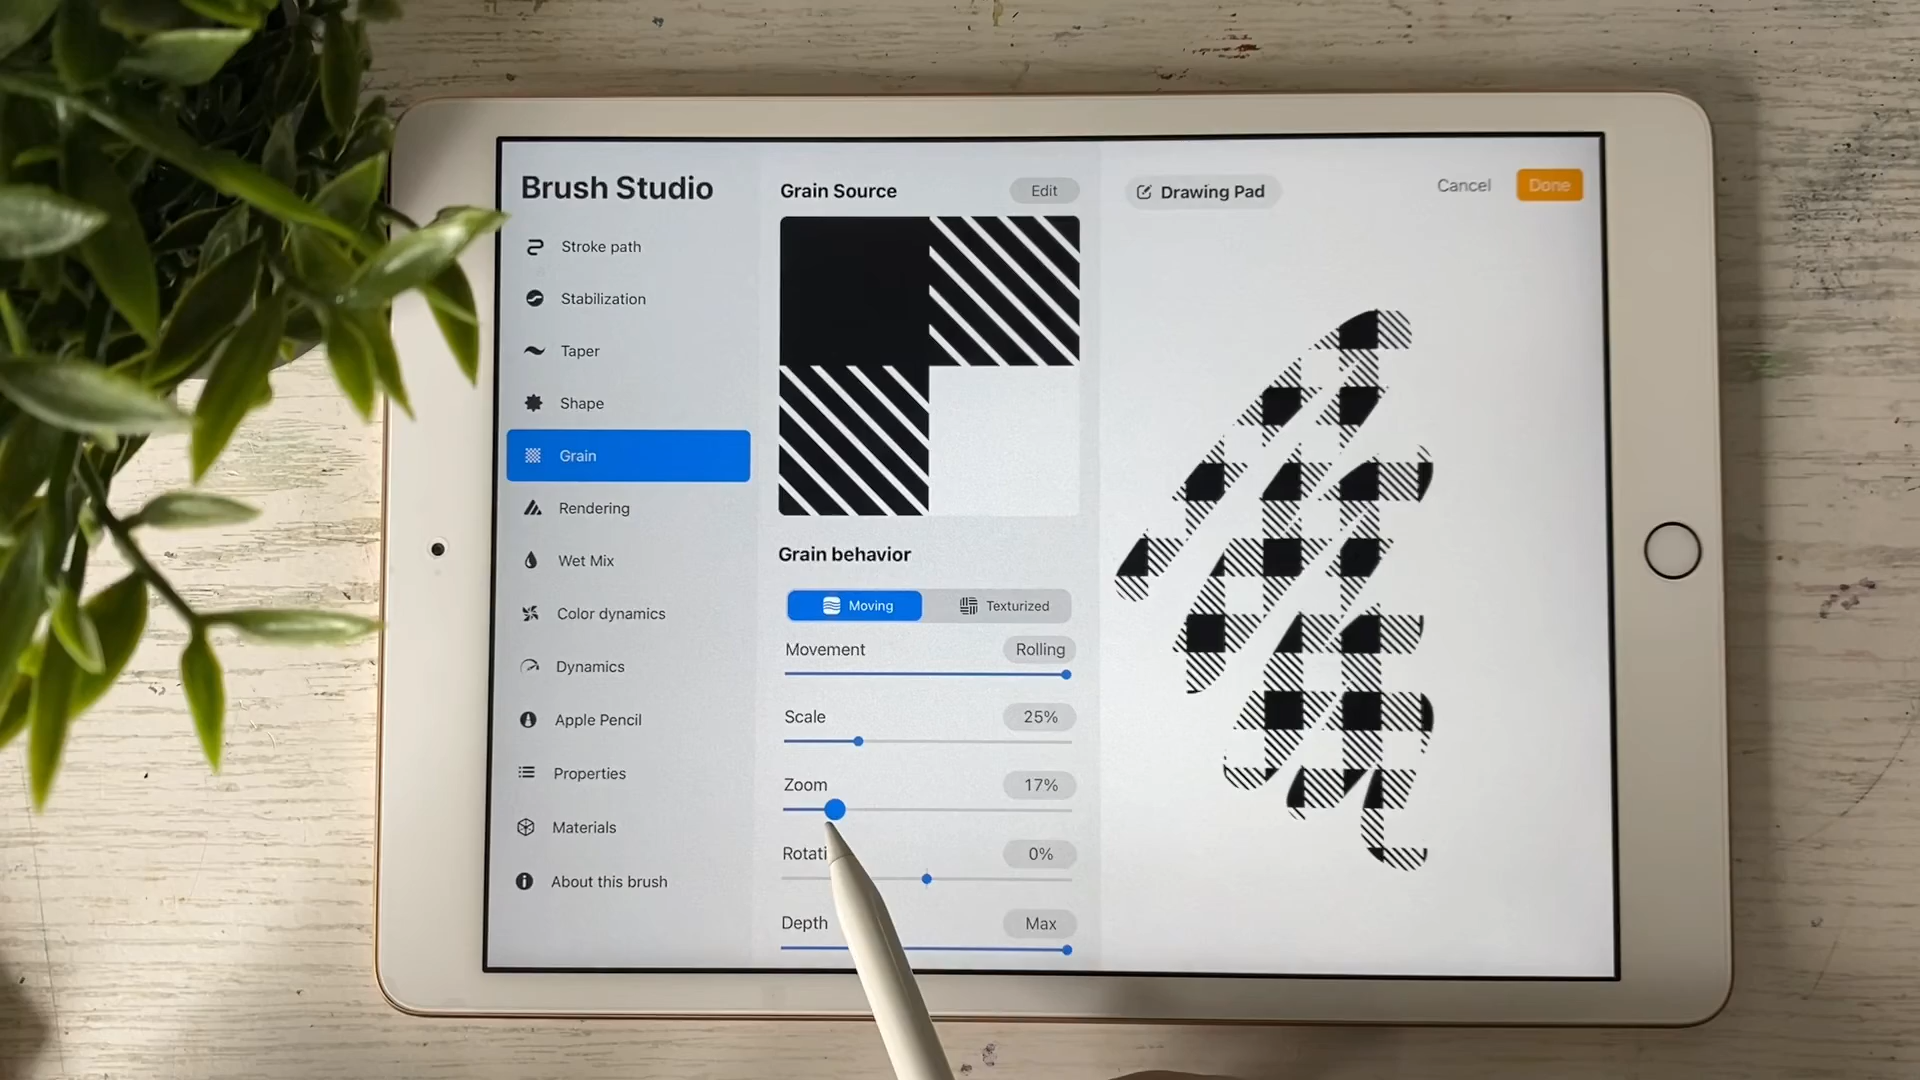 Brush Studio
Stroke path
Stabilization
Taper
Shape
Grain
Rendering
Wet Mix
Color dynamics
Dynamics
Apple Pencil
Properties
Materials
About this brush
Grain Source
Edit
Grain behavior
Moving
Texturized
Movement
Rolling
Scale
25%
Zoom
17%
Rotati
0%
Depth
Max
Drawing Pad
Cancel
Done